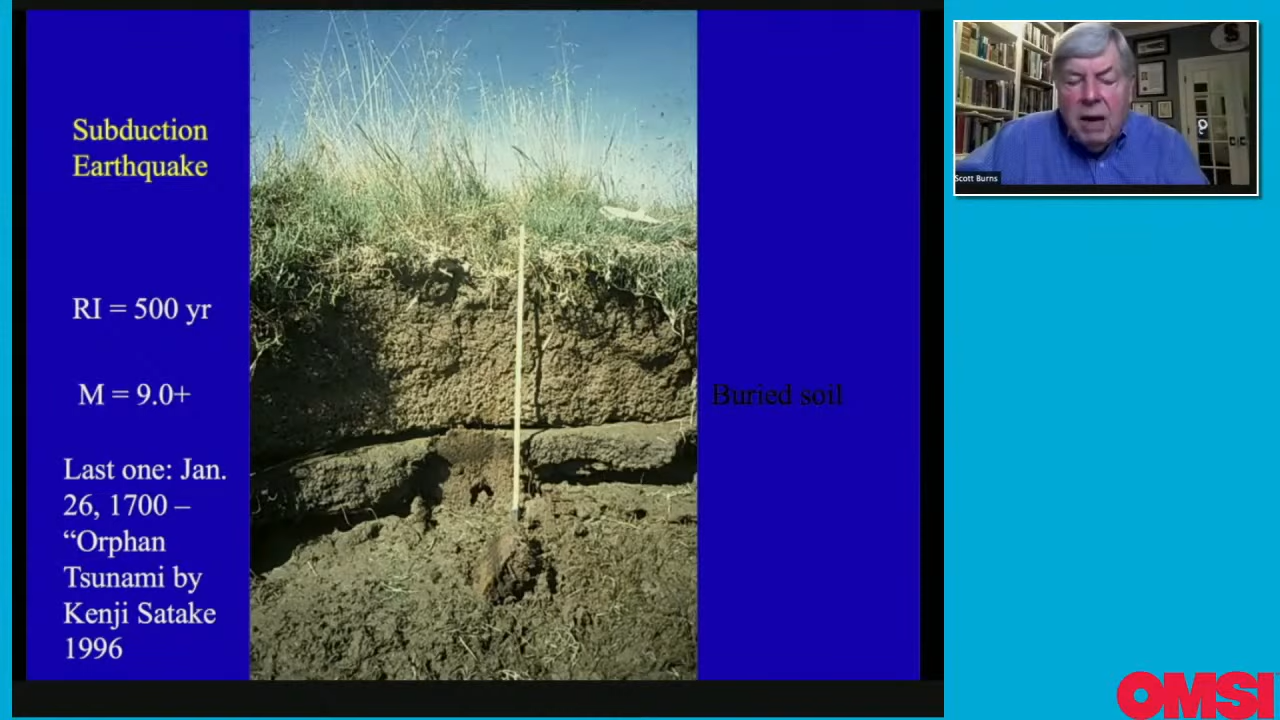 Subduction
Earthquake
RI = 500 yr
M = 9.0+
Last one: Jan.
26, 1700 –
“Orphan
Tsunami by
Kenji Satake
1996
Buried soil
Scott Burns
OMSI